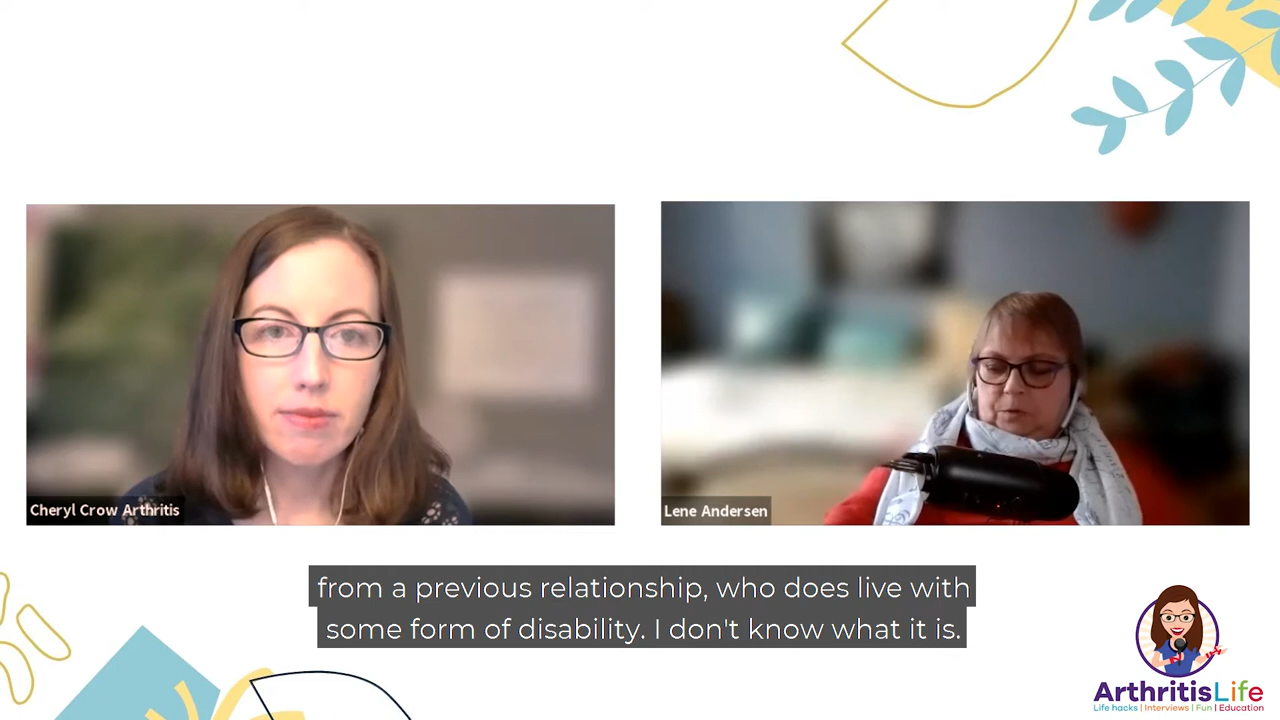 Cheryl Crow Arthritis
Lene Andersen
from a previous relationship, who does live with
some form of disability. I don't know what it is.
ArthritisLife
Life hacks | Interviews | Fun | Education